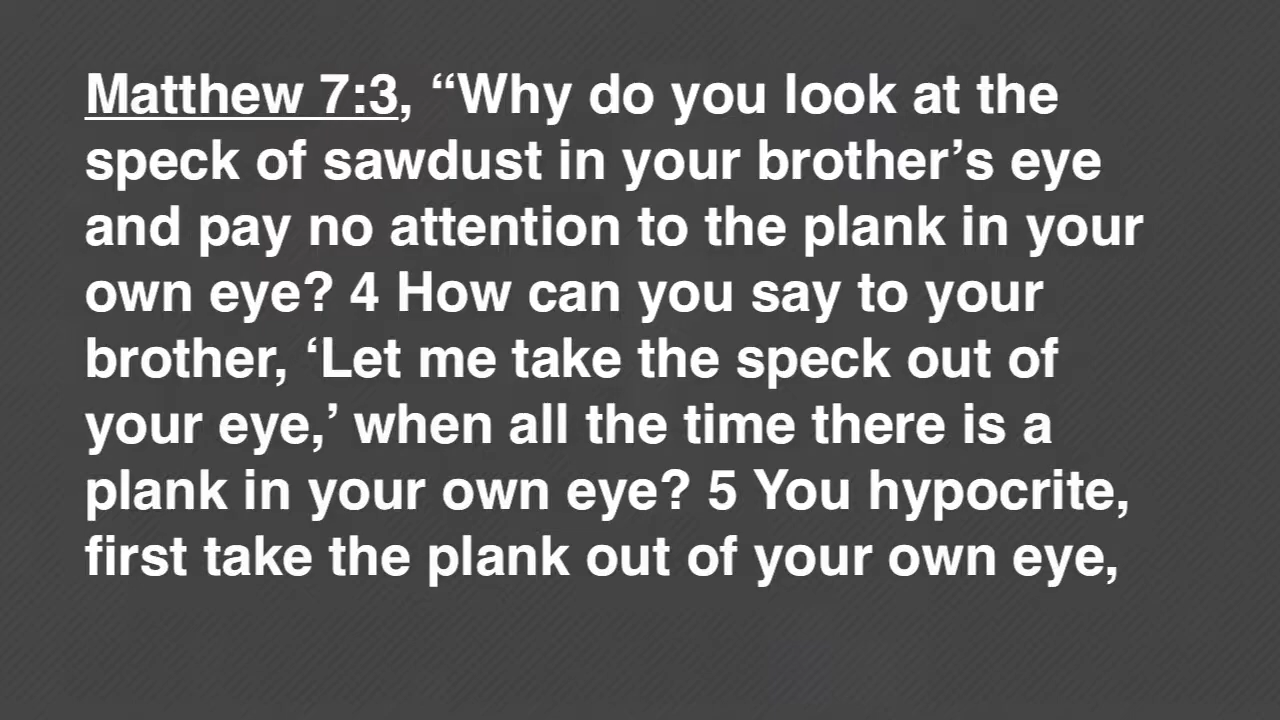 Matthew 7:3, “Why do you look at the
speck of sawdust in your brother’s eye
and pay no attention to the plank in your
own eye? 4 How can you say to your
brother, ‘Let me take the speck out of
your eye,’ when all the time there is a
plank in your own eye? 5 You hypocrite,
first take the plank out of your own eye,